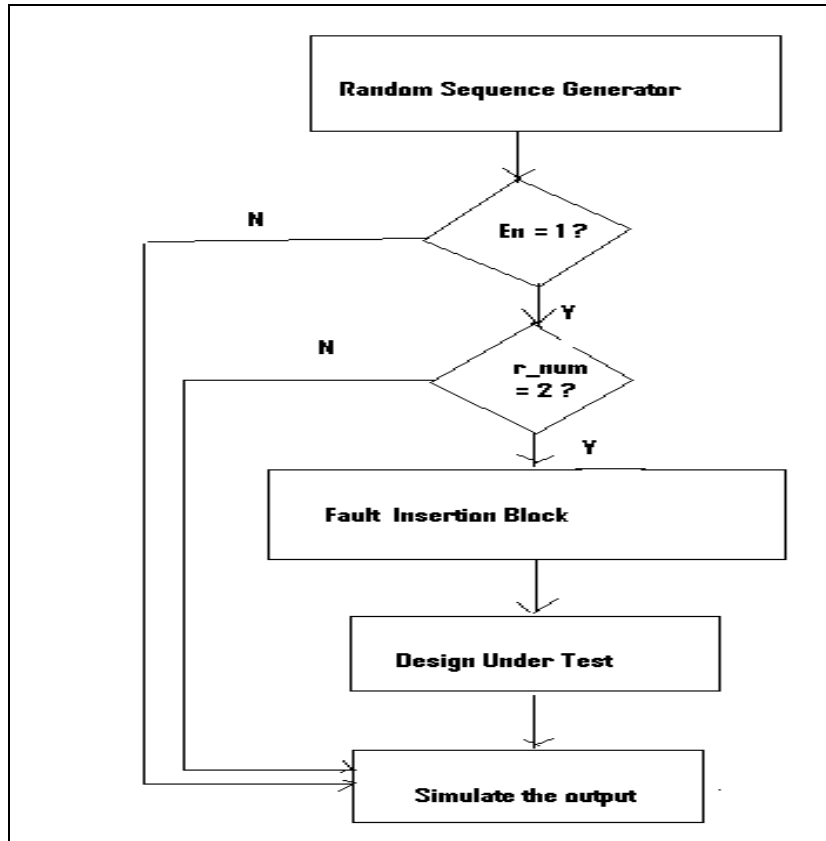 Random Sequence Generator
N
En = 1 ?
Y
N
r_num
= 2 ?
Y
Fault Insertion Block
Design Under Test
Simulate the output